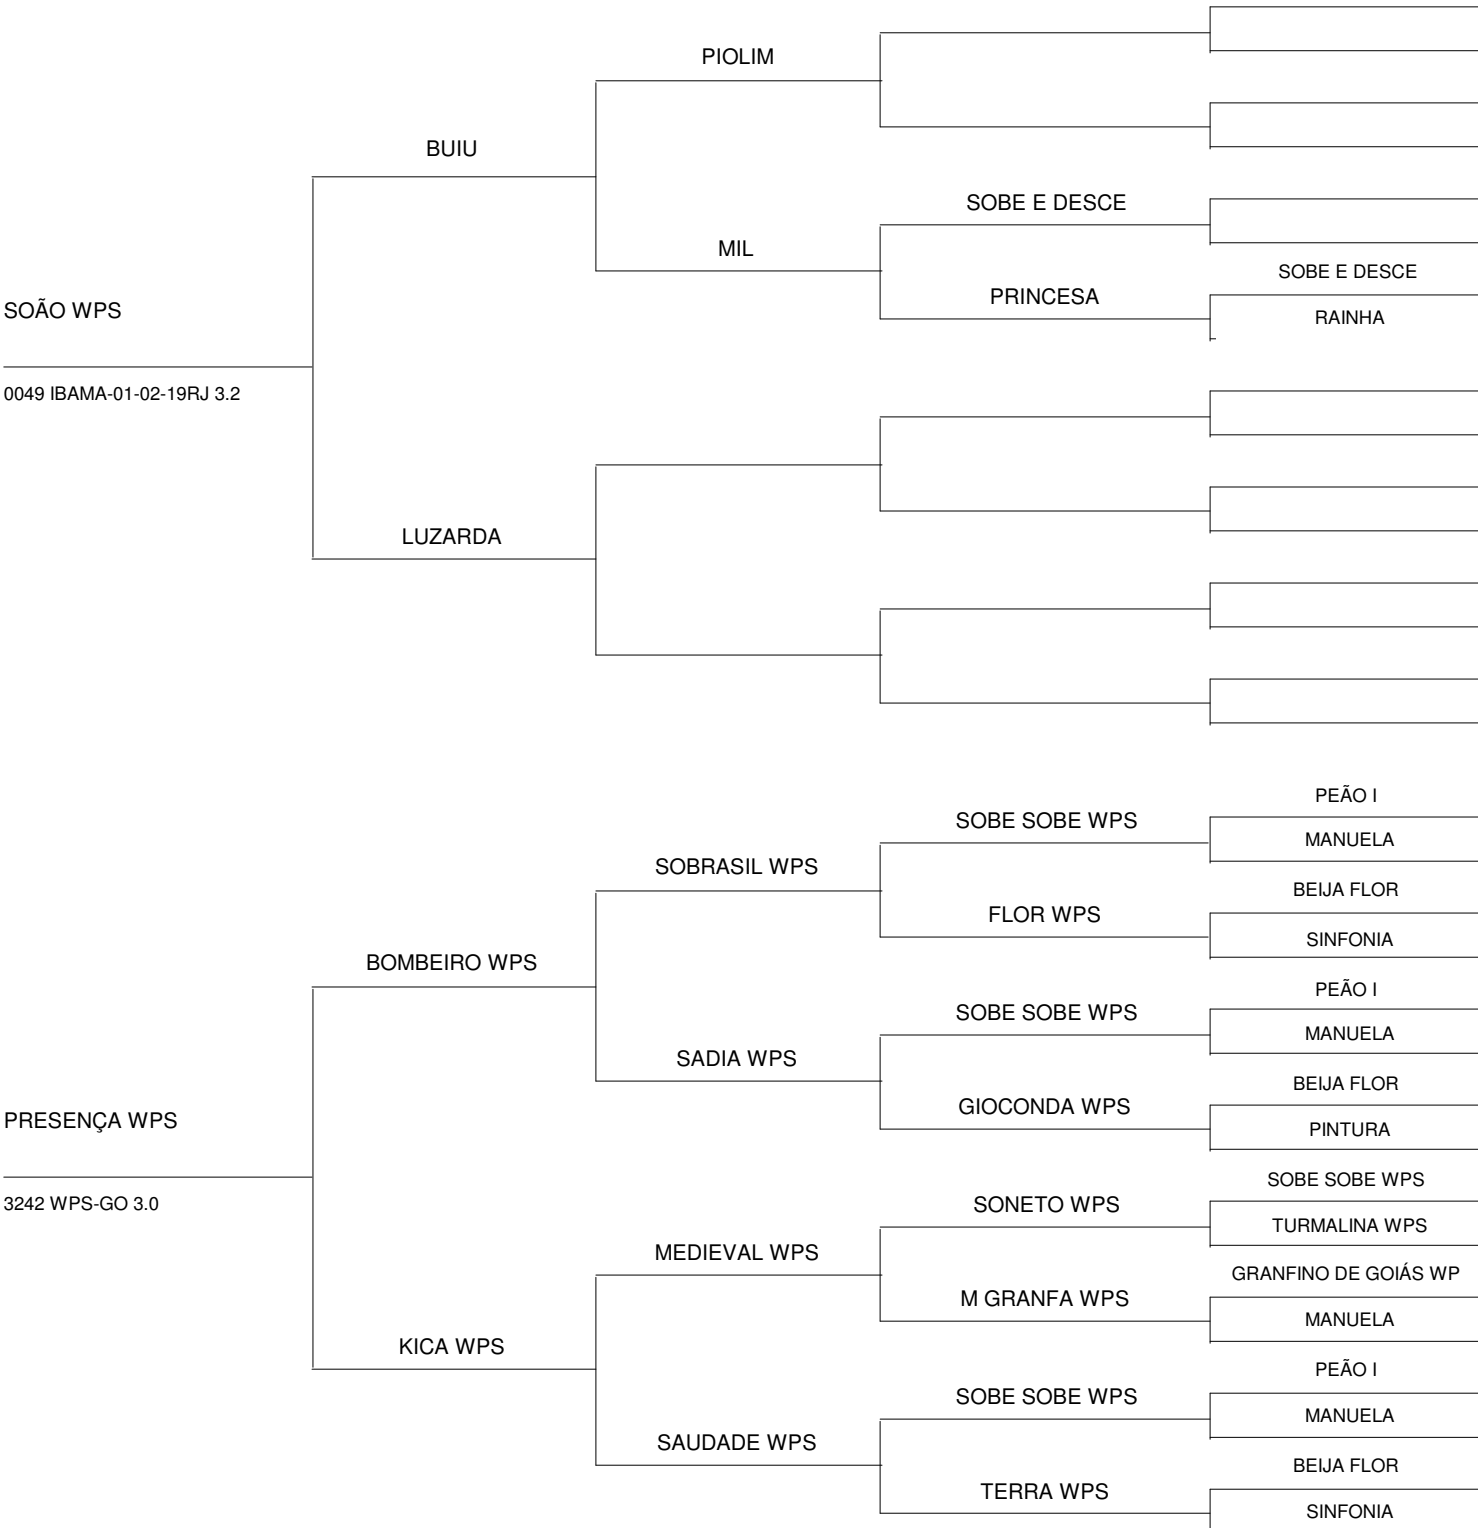 PIOLIM
BUIU
SOBE E DESCE
MIL
SOBE E DESCE
PRINCESA
SOÃO WPS
RAINHA
0049 IBAMA-01-02-19RJ 3.2
LUZARDA
PEÃO I
SOBE SOBE WPS
MANUELA
SOBRASIL WPS
BEIJA FLOR
FLOR WPS
SINFONIA
BOMBEIRO WPS
PEÃO I
SOBE SOBE WPS
MANUELA
SADIA WPS
BEIJA FLOR
GIOCONDA WPS
PRESENÇA WPS
PINTURA
SOBE SOBE WPS
3242 WPS-GO 3.0
SONETO WPS
TURMALINA WPS
MEDIEVAL WPS
GRANFINO DE GOIÁS WP
M GRANFA WPS
MANUELA
KICA WPS
PEÃO I
SOBE SOBE WPS
MANUELA
SAUDADE WPS
BEIJA FLOR
TERRA WPS
SINFONIA